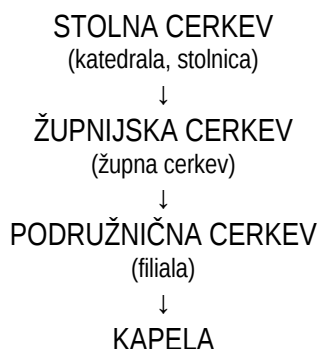 STOLNA CERKEV
(katedrala, stolnica)
↓
ŽUPNIJSKA CERKEV
(župna cerkev)
↓
PODRUŽNIČNA CERKEV
(filiala)
↓
KAPELA